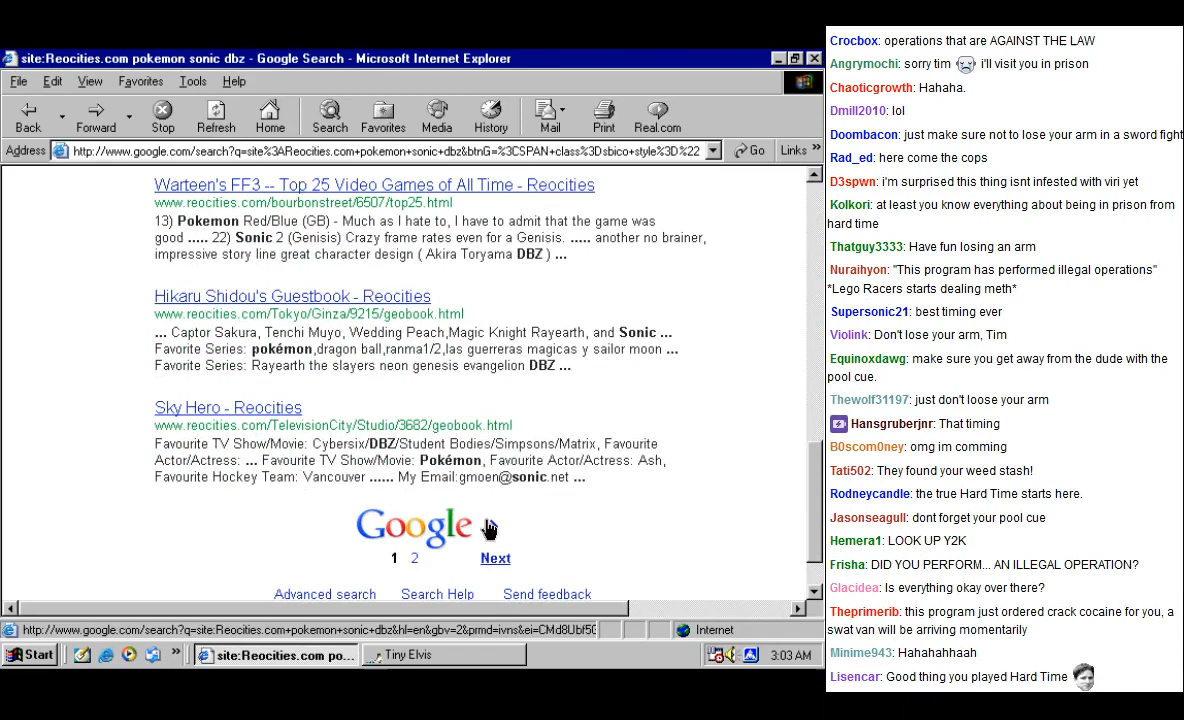 site:Reocities.com pokemon sonic dbz - Google Search - Microsoft Internet Explorer
File Edit View Favorites Tools Help
Back Forward Stop Refresh Home Search Favorites Media History Mail Print Real.com
Address http://www.google.com/search?q=site%3AReocities.com+pokemon+sonic+dbz&btnG=%3CSPAN+class%3Dsbico+style%3D%22 Go Links »
Warteen's FF3 -- Top 25 Video Games of All Time - Reocities
www.reocities.com/bourbonstreet/6507/top25.html
13) Pokemon Red/Blue (GB) - Much as I hate to, I have to admit that the game was
good ..... 22) Sonic 2 (Genisis) Crazy frame rates even for a Genisis. ..... another no brainer,
impressive story line great character design ( Akira Toryama DBZ ) ...
Hikaru Shidou's Guestbook - Reocities
www.reocities.com/Tokyo/Ginza/9215/geobook.html
... Captor Sakura, Tenchi Muyo, Wedding Peach,Magic Knight Rayearth, and Sonic ...
Favorite Series: pokémon,dragon ball,ranma1/2,las guerreras magicas y sailor moon ...
Favorite Series: Rayearth the slayers neon genesis evangelion DBZ ...
Sky Hero - Reocities
www.reocities.com/TelevisionCity/Studio/3682/geobook.html
Favourite TV Show/Movie: Cybersix/DBZ/Student Bodies/Simpsons/Matrix, Favourite
Actor/Actress: ... Favourite TV Show/Movie: Pokémon, Favourite Actor/Actress: Ash,
Favourite Hockey Team: Vancouver ...... My Email:gmoen@sonic.net ...
Google
1 2 Next
Advanced search Search Help Send feedback
http://www.google.com/search?q=site:Reocities.com+pokemon+sonic+dbz&hl=en&gbv=2&prmd=ivns&ei=CMd8Ubf50 Internet
Start » site:Reocities.com po... Tiny Elvis 3:03 AM
Crocbox: operations that are AGAINST THE LAW
Angrymochi: sorry tim i'll visit you in prison
Chaoticgrowth: Hahaha.
Dmill2010: lol
Doombacon: just make sure not to lose your arm in a sword fight
Rad_ed: here come the cops
D3spwn: i'm surprised this thing isnt infested with viri yet
Kolkori: at least you know everything about being in prison from
hard time
Thatguy3333: Have fun losing an arm
Nuraihyon: "This program has performed illegal operations"
*Lego Racers starts dealing meth*
Supersonic21: best timing ever
Violink: Don't lose your arm, Tim
Equinoxdawg: make sure you get away from the dude with the
pool cue.
Thewolf31197: just don't loose your arm
Hansgruberjnr: That timing
B0scom0ney: omg im comming
Tati502: They found your weed stash!
Rodneycandle: the true Hard Time starts here.
Jasonseagull: dont forget your pool cue
Hemera1: LOOK UP Y2K
Frisha: DID YOU PERFORM... AN ILLEGAL OPERATION?
Glacidea: Is everything okay over there?
Theprimerib: this program just ordered crack cocaine for you, a
swat van will be arriving momentarily
Minime943: Hahahahhaah
Lisencar: Good thing you played Hard Time